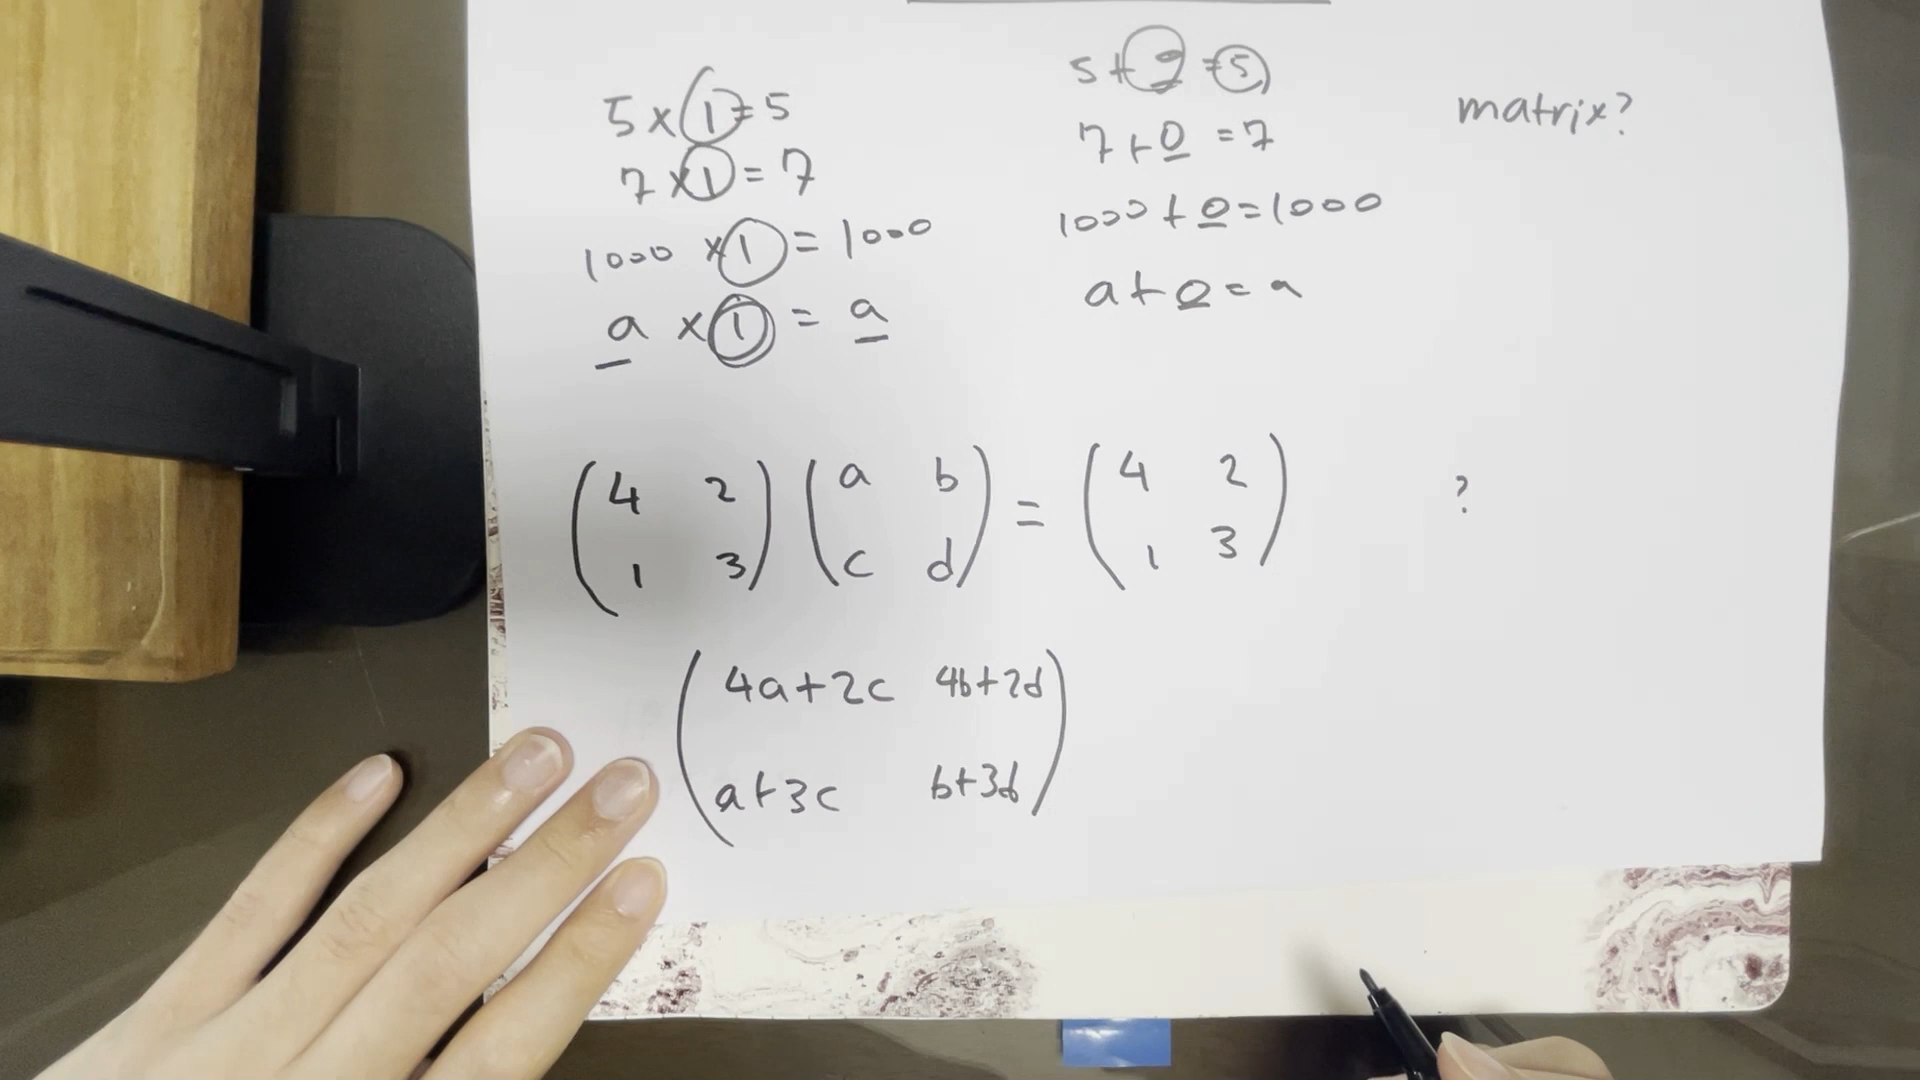 5 × 1 = 5
7 × 1 = 7
1000 × 1 = 1000
a × 1 = a
5 + 0 = 5
7 + 0 = 7
1000 + 0 = 1000
a + 0 = a
matrix?
( 4 2 ) ( a b ) = ( 4 2 ) ?
( 1 3 ) ( c d ) ( 1 3 )
( 4a+2c 4b+2d )
( a+3c b+3d )